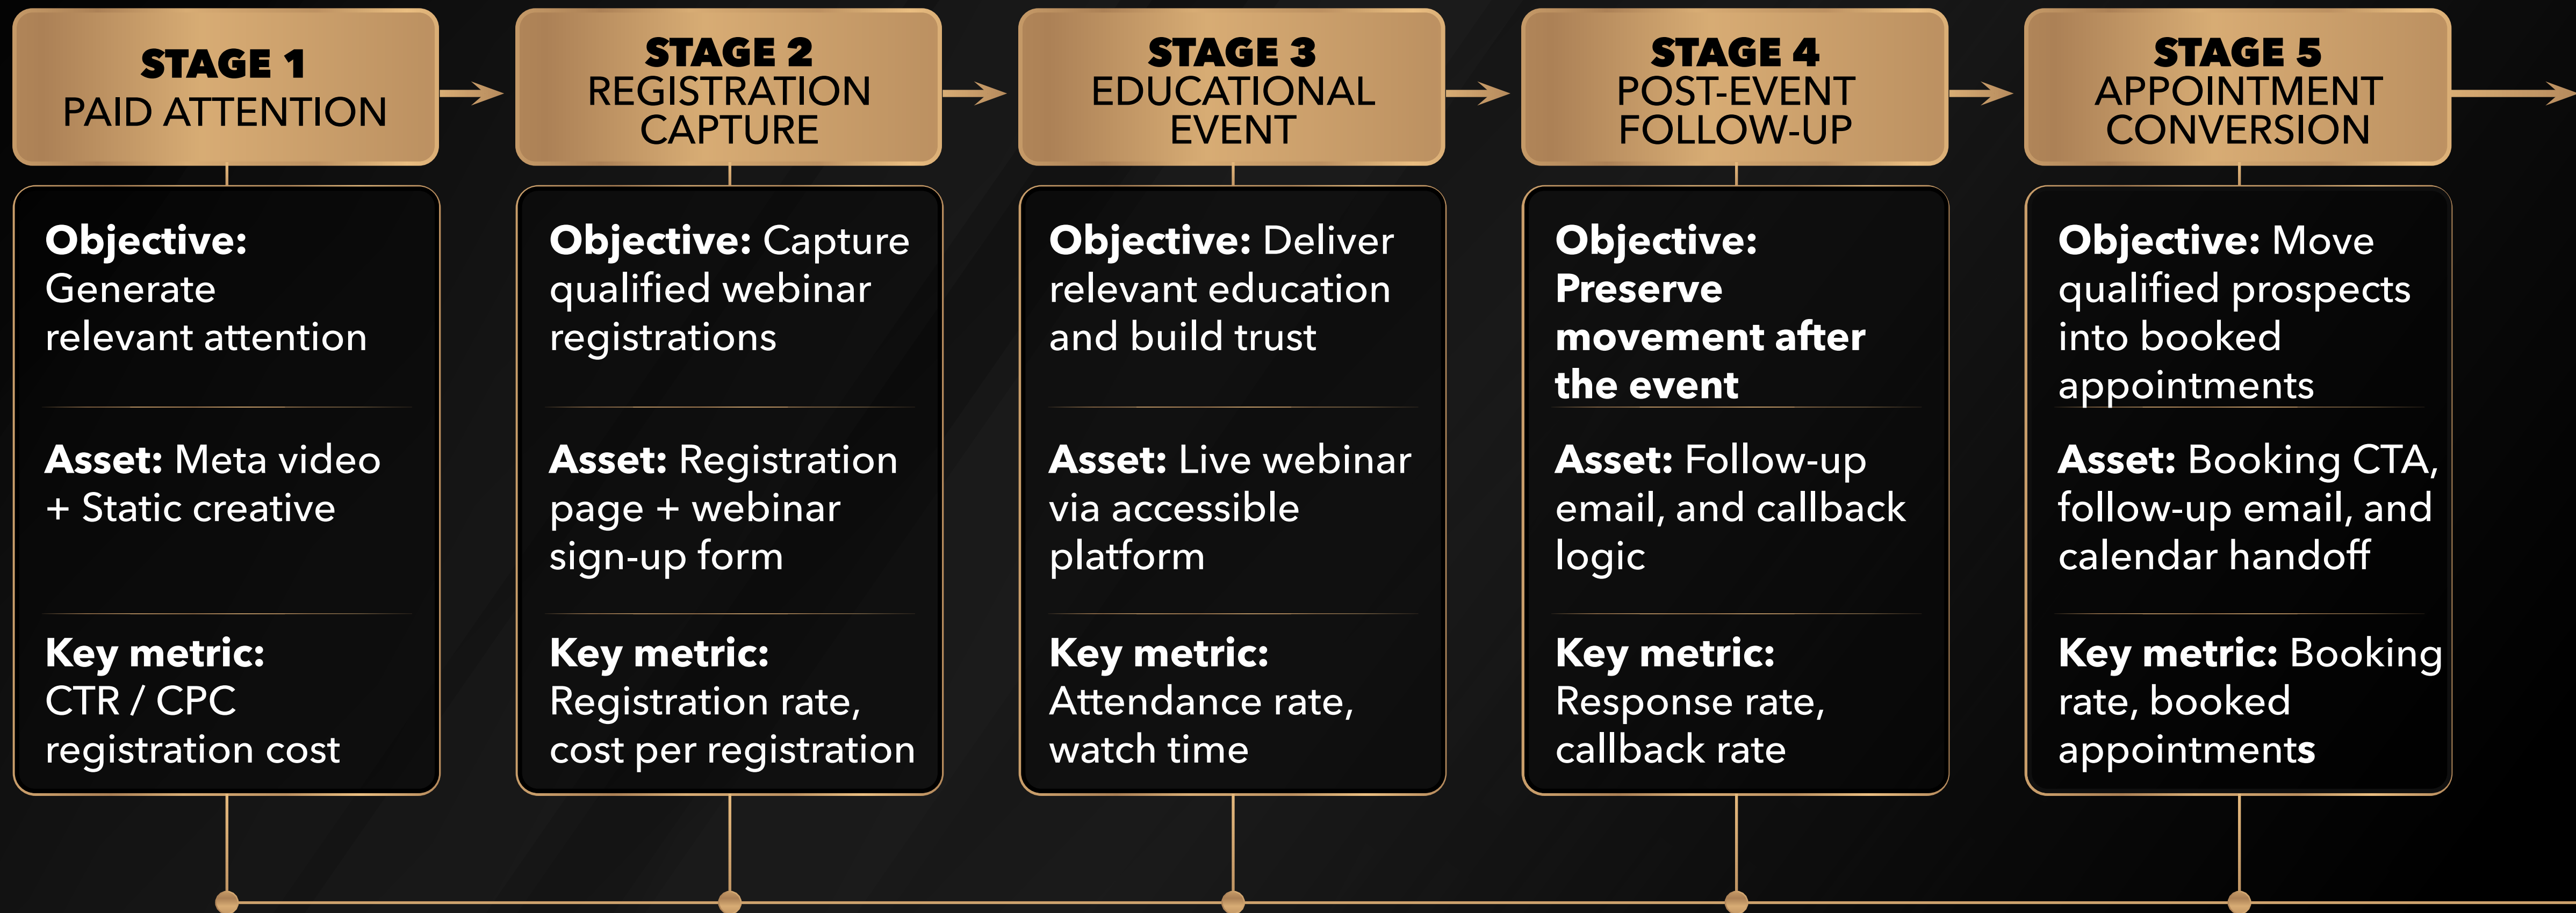 STAGE 1
PAID ATTENTION
Objective:
Generate
relevant attention
Asset: Meta video
+ Static creative
Key metric:
CTR / CPC
registration cost
STAGE 2
REGISTRATION
CAPTURE
Objective: Capture
qualified webinar
registrations
Asset: Registration
page + webinar
sign-up form
Key metric:
Registration rate,
cost per registration
STAGE 3
EDUCATIONAL
EVENT
Objective: Deliver
relevant education
and build trust
Asset: Live webinar
via accessible
platform
Key metric:
Attendance rate,
watch time
STAGE 4
POST-EVENT
FOLLOW-UP
Objective:
Preserve
movement after
the event
Asset: Follow-up
email, and callback
logic
Key metric:
Response rate,
callback rate
STAGE 5
APPOINTMENT
CONVERSION
Objective: Move
qualified prospects
into booked
appointments
Asset: Booking CTA,
follow-up email, and
calendar handoff
Key metric: Booking
rate, booked
appointments